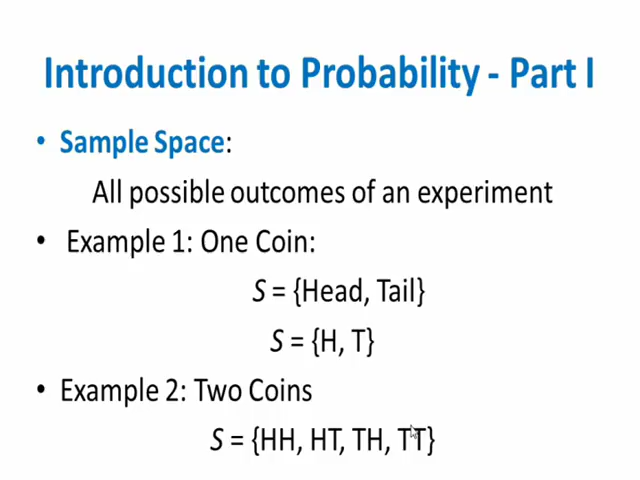 Introduction to Probability - Part I
• Sample Space:
All possible outcomes of an experiment
• Example 1: One Coin:
S = {Head, Tail}
S = {H, T}
• Example 2: Two Coins
S = {HH, HT, TH, TT}